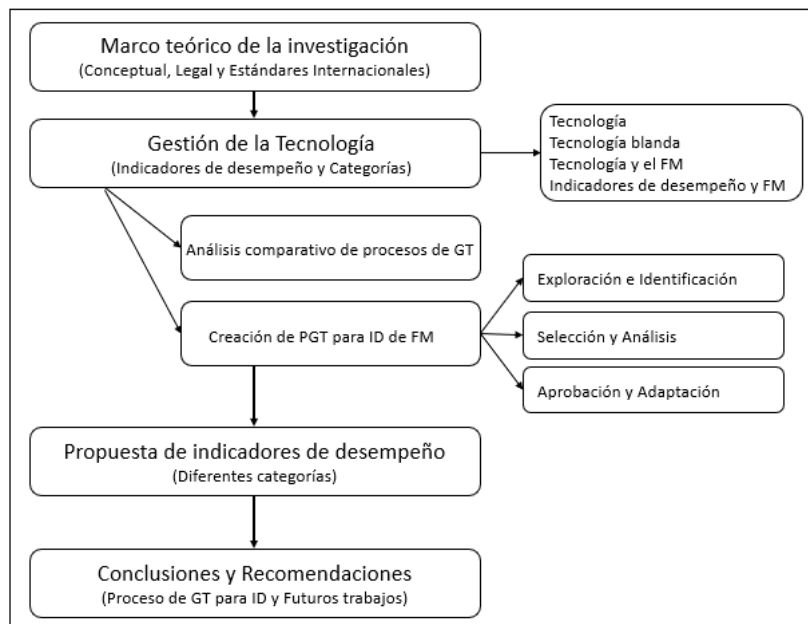 Marco teórico de la investigación
(Conceptual, Legal y Estándares Internacionales)
Gestión de la Tecnología
(Indicadores de desempeño y Categorías)
Tecnología
Tecnología blanda
Tecnología y el FM
Indicadores de desempeño y FM
Análisis comparativo de procesos de GT
Creación de PGT para ID de FM
Exploración e Identificación
Selección y Análisis
Aprobación y Adaptación
Propuesta de indicadores de desempeño
(Diferentes categorías)
Conclusiones y Recomendaciones
(Proceso de GT para ID y Futuros trabajos)